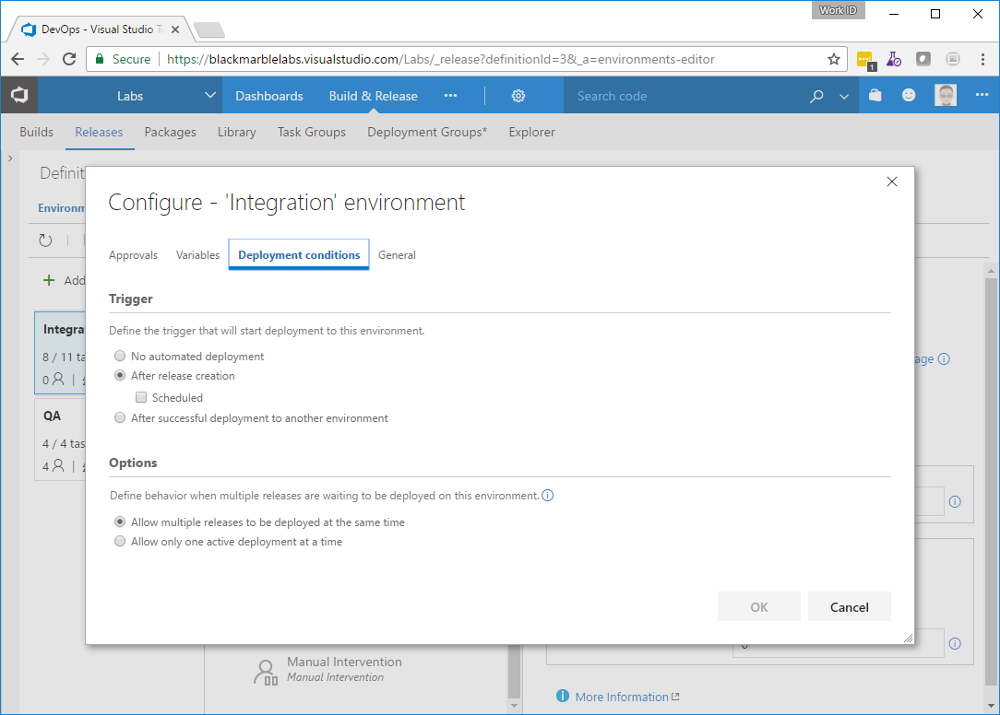 Work ID
DevOps - Visual Studio T
Secure
https://blackmarblelabs.visualstudio.com/Labs/_release?definitionId=3&_a=environments-editor
1
Labs
Dashboards
Build & Release
Search code
Builds
Releases
Packages
Library
Task Groups
Deployment Groups*
Explorer
Definit
Environm
Add
Integra
8 / 11 ta
0
QA
4 / 4 tas
4
Configure - 'Integration' environment
Approvals
Variables
Deployment conditions
General
Trigger
Define the trigger that will start deployment to this environment.
No automated deployment
After release creation
Scheduled
After successful deployment to another environment
Options
Define behavior when multiple releases are waiting to be deployed on this environment.
Allow multiple releases to be deployed at the same time
Allow only one active deployment at a time
OK
Cancel
age
Manual Intervention
Manual Intervention
More Information